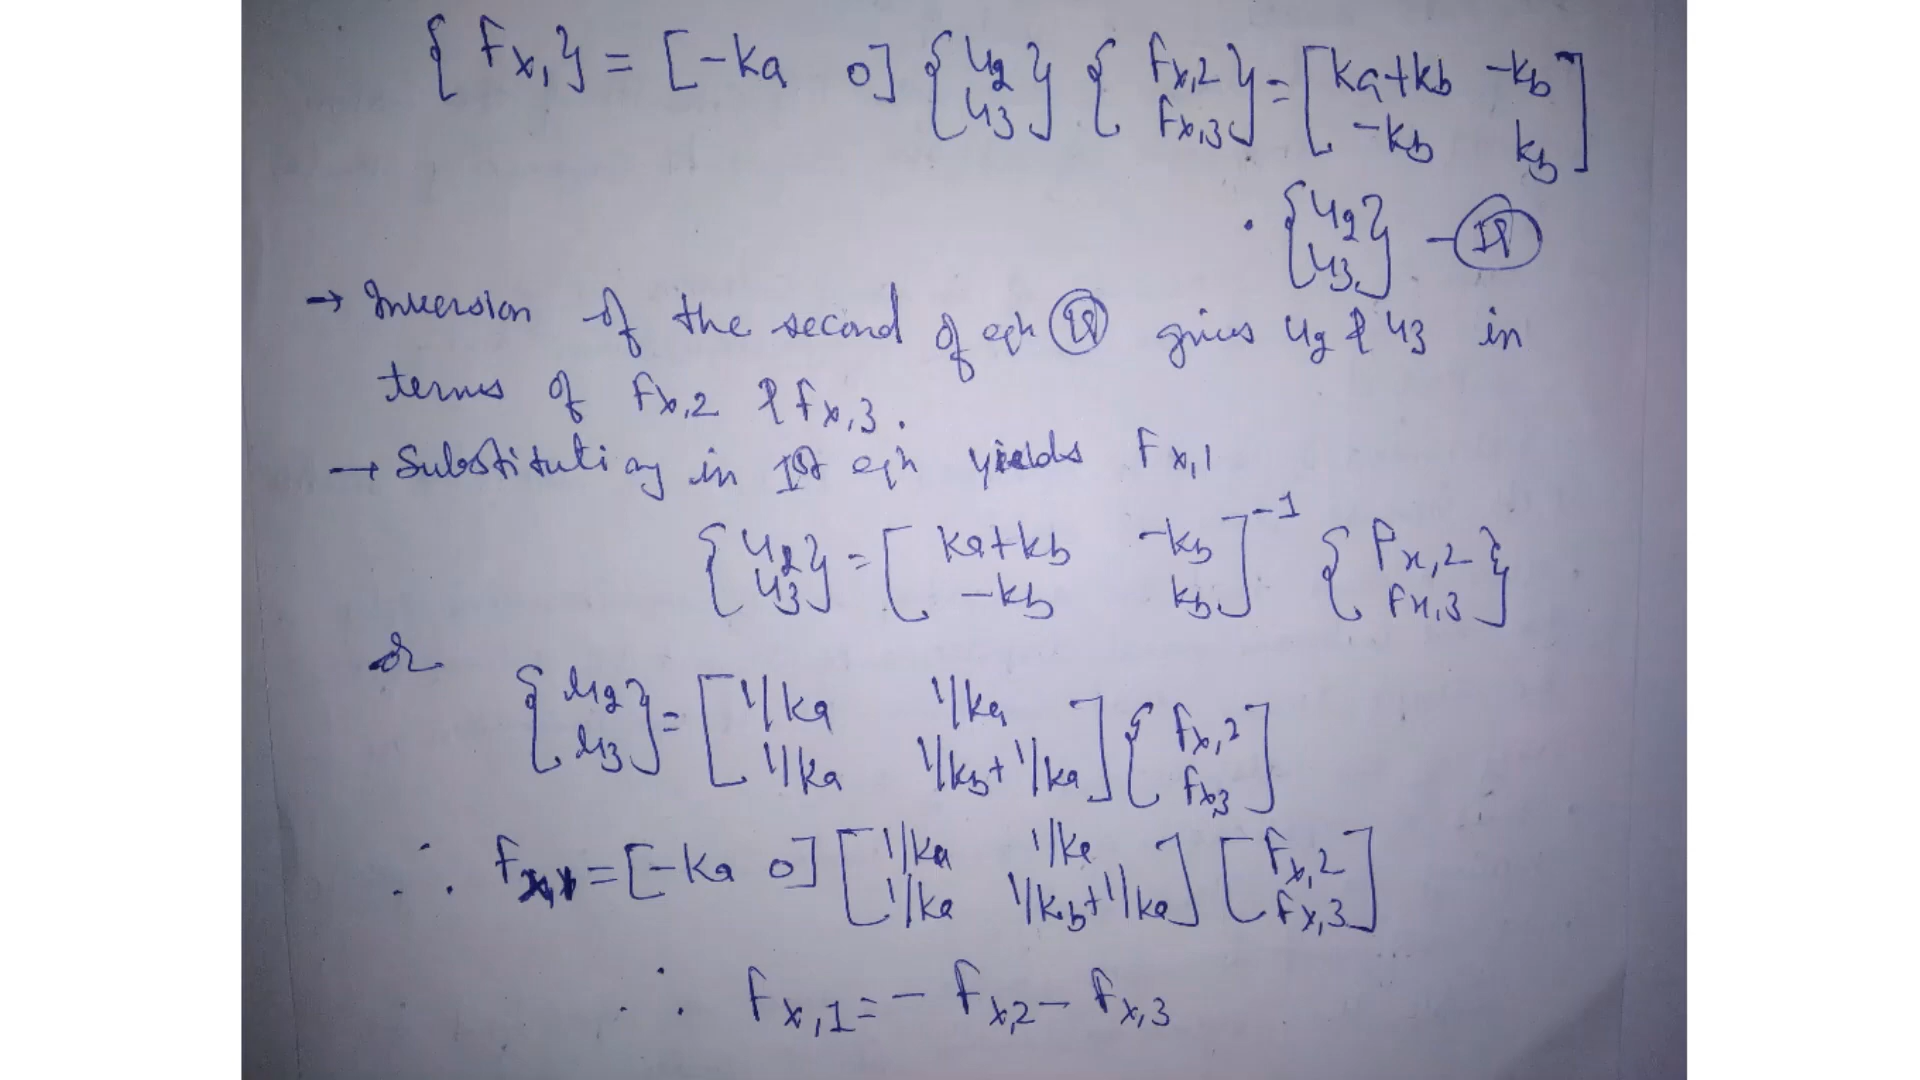 {Fx,1} = [-ka 0] {u2 u3} {Fx,2 Fx,3} = [ka+kb -kb -kb kb]
. {u2 u3} - (IV)
→ Inversion of the second of eqn (IV) gives u2 & u3 in
terms of Fx,2 & Fx,3.
→ Substituting in Ist eqn yields Fx,1
{u2 u3} = [ka+kb -kb -kb kb]^-1 {Fx,2 Fx,3}
or
{u2 u3} = [1/ka 1/ka 1/ka 1/kb+1/ka] {Fx,2 Fx,3]
∴ Fx,1 = [-ka 0] [1/ka 1/ka 1/ka 1/kb+1/ka] [Fx,2 Fx,3]
∴ Fx,1 = - Fx,2 - Fx,3